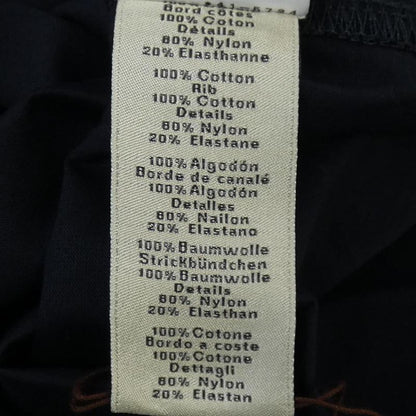 Bord côtes
100% Coton
Détails
80% Nylon
20% Elasthanne
100% Cotton
Rib
100% Cotton
Details
80% Nylon
20% Elastane
100% Algodón
Borde de canalé
100% Algodón
Detalles
80% Nailon
20% Elastano
100% Baumwolle
Strickbündchen
100% Baumwolle
Details
80% Nylon
20% Elasthan
100% Cotone
Bordo a coste
100% Cotone
Dettagli
80% Nylon
20% Elastan